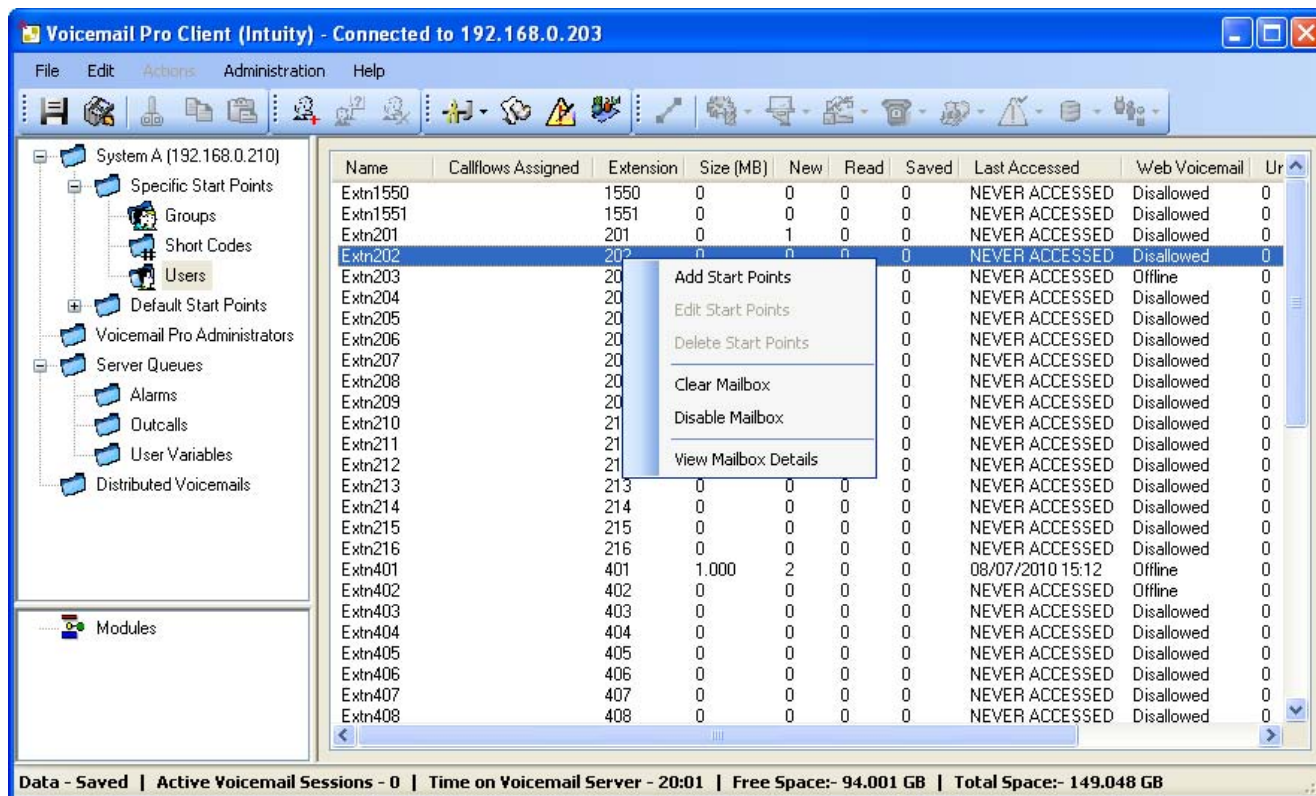 Voicemail Pro Client (Intuity) - Connected to 192.168.0.203
File Edit Actions Administration Help
System A (192.168.0.210)
Specific Start Points
Groups
Short Codes
Users
Default Start Points
Voicemail Pro Administrators
Server Queues
Alarms
Outcalls
User Variables
Distributed Voicemails
Modules
Name Callflows Assigned Extension Size (MB) New Read Saved Last Accessed Web Voicemail Ur
Extn1550 1550 0 0 0 0 NEVER ACCESSED Disallowed 0
Extn1551 1551 0 0 0 0 NEVER ACCESSED Disallowed 0
Extn201 201 0 1 0 0 NEVER ACCESSED Disallowed 0
Extn202 202 0 0 0 0 NEVER ACCESSED Disallowed 0
Extn203 20 0 NEVER ACCESSED Offline 0
Extn204 20 0 NEVER ACCESSED Disallowed 0
Extn205 20 0 NEVER ACCESSED Disallowed 0
Extn206 20 0 NEVER ACCESSED Disallowed 0
Extn207 20 0 NEVER ACCESSED Disallowed 0
Extn208 20 0 NEVER ACCESSED Disallowed 0
Extn209 20 0 NEVER ACCESSED Disallowed 0
Extn210 21 0 NEVER ACCESSED Disallowed 0
Extn211 21 0 NEVER ACCESSED Disallowed 0
Extn212 21 0 NEVER ACCESSED Disallowed 0
Extn213 213 0 0 0 0 NEVER ACCESSED Disallowed 0
Extn214 214 0 0 0 0 NEVER ACCESSED Disallowed 0
Extn215 215 0 0 0 0 NEVER ACCESSED Disallowed 0
Extn216 216 0 0 0 0 NEVER ACCESSED Disallowed 0
Extn401 401 1.000 2 0 0 08/07/2010 15:12 Offline 0
Extn402 402 0 0 0 0 NEVER ACCESSED Offline 0
Extn403 403 0 0 0 0 NEVER ACCESSED Disallowed 0
Extn404 404 0 0 0 0 NEVER ACCESSED Disallowed 0
Extn405 405 0 0 0 0 NEVER ACCESSED Disallowed 0
Extn406 406 0 0 0 0 NEVER ACCESSED Disallowed 0
Extn407 407 0 0 0 0 NEVER ACCESSED Disallowed 0
Extn408 408 0 0 0 0 NEVER ACCESSED Disallowed 0
Add Start Points
Edit Start Points
Delete Start Points
Clear Mailbox
Disable Mailbox
View Mailbox Details
Data - Saved | Active Voicemail Sessions - 0 | Time on Voicemail Server - 20:01 | Free Space:- 94.001 GB | Total Space:- 149.048 GB